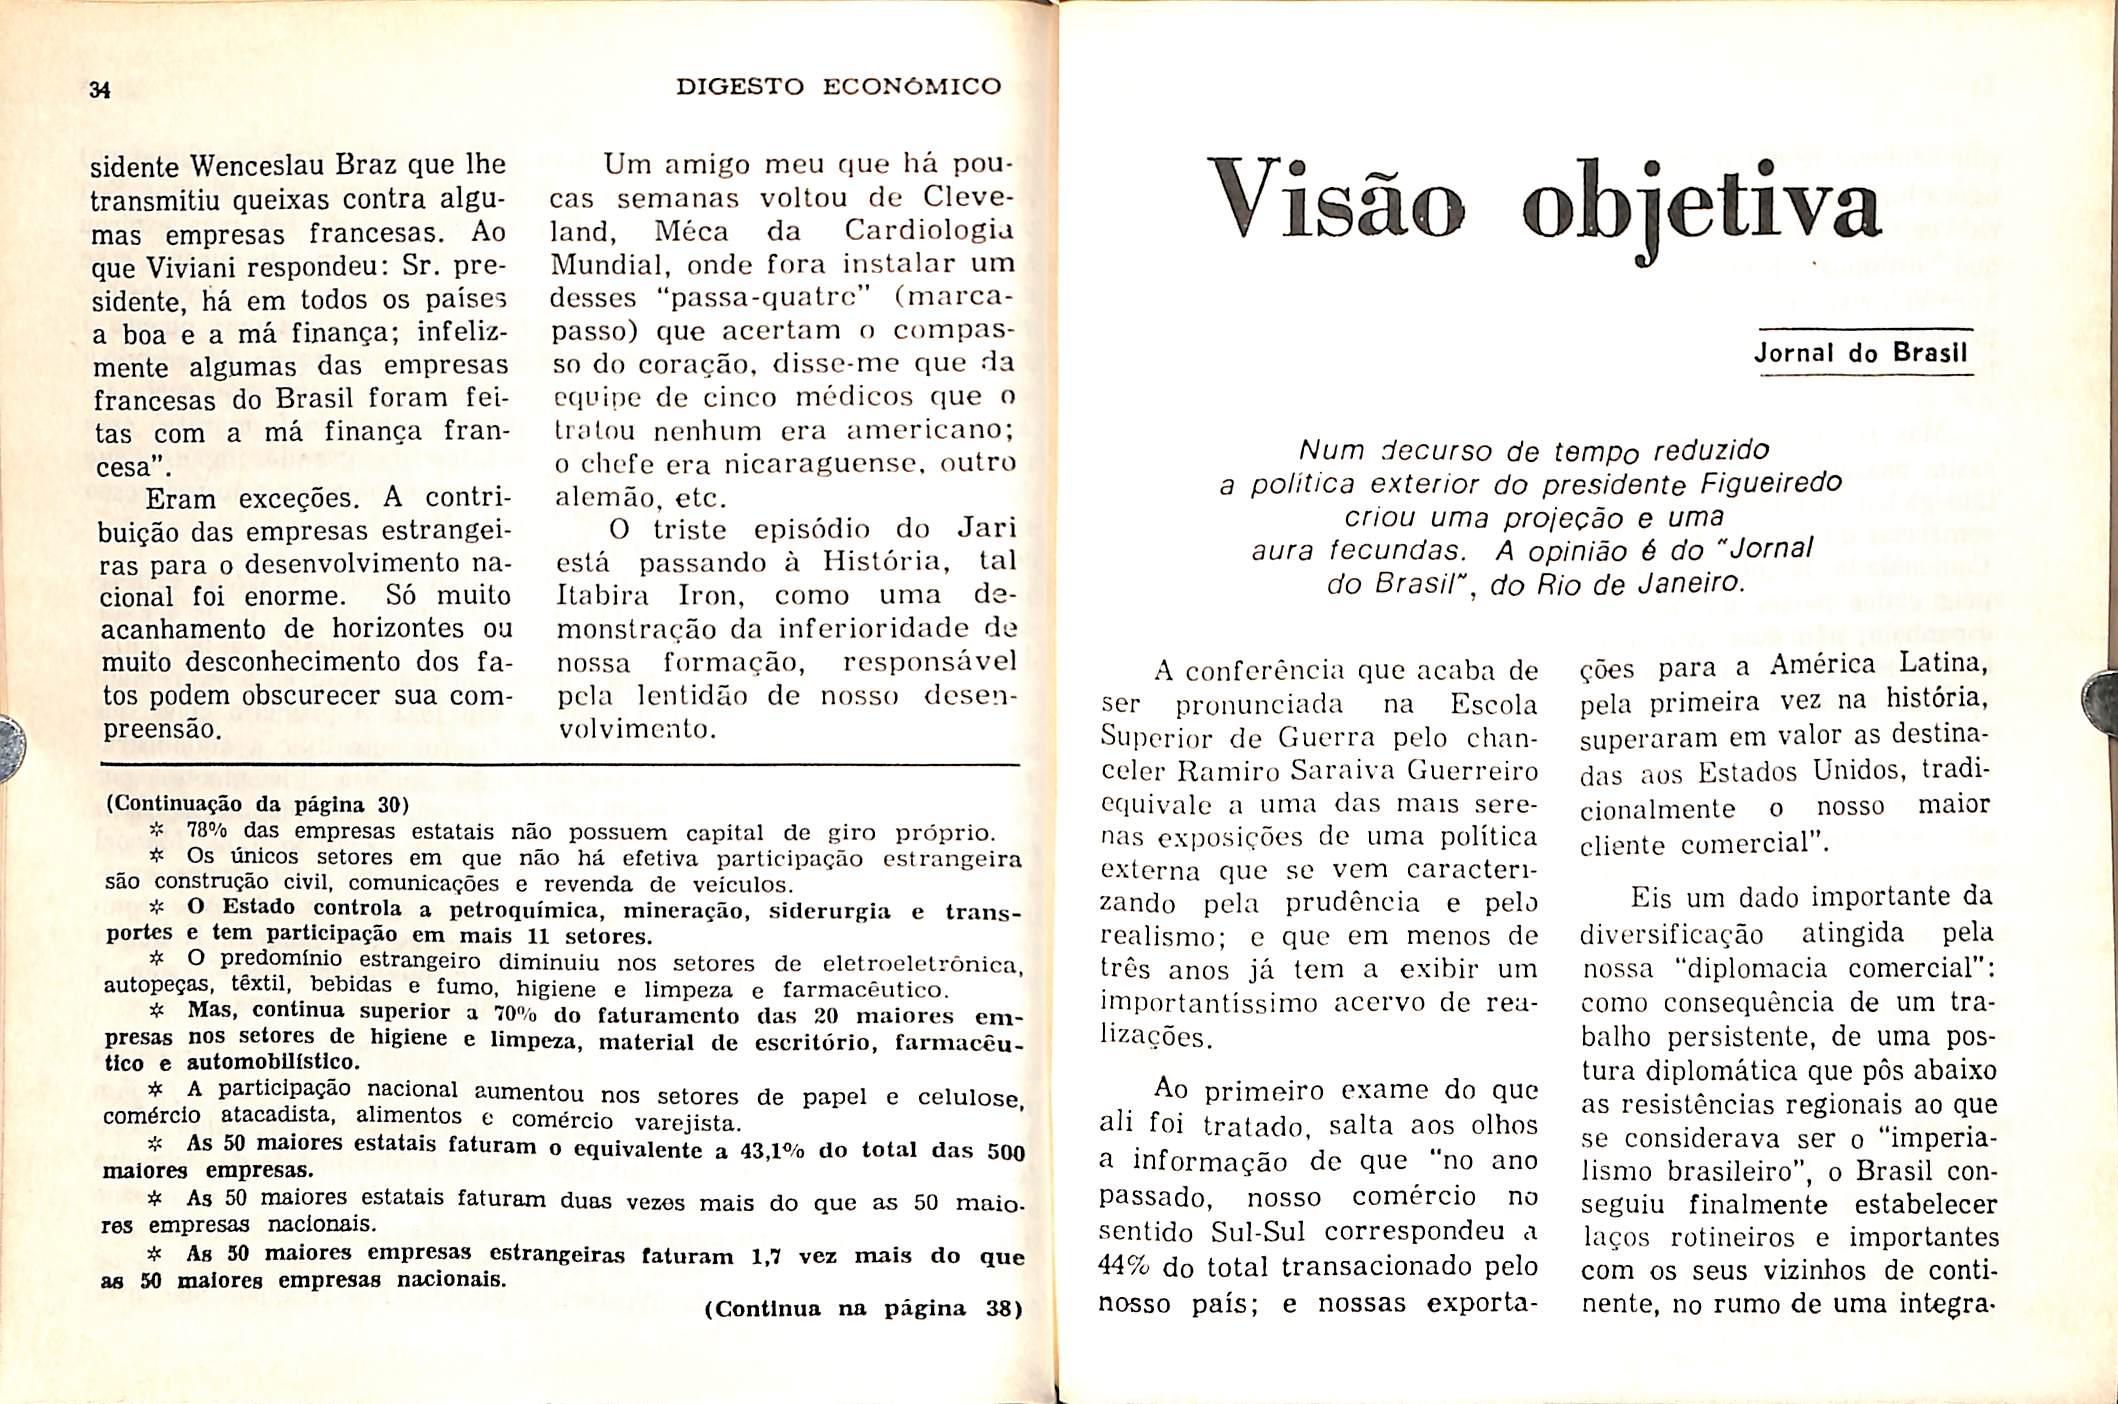 34
DIGESTO ECONÓMICO
sidente Wenceslau Braz que lhe
transmitiu queixas contra algu-
mas empresas francesas. Ao
que Viviani respondeu: Sr. pre-
sidente, há em todos os países
a boa e a má finança; infeliz-
mente algumas das empresas
francesas do Brasil foram fei-
tas com a má finança fran-
cesa".
Eram exceções. A contri-
buição das empresas estrangei-
ras para o desenvolvimento na-
cional foi enorme. Só muito
acanhamento de horizontes ou
muito desconhecimento dos fa-
tos podem obscurecer sua com-
preensão.
Um amigo meu que há pou-
cas semanas voltou de Cleve-
land, Méca da Cardiologia
Mundial, onde fora instalar um
desses "passa-quatro" (marca-
passo) que acertam o compas-
so do coração, disse-me que da
equipe de cinco médicos que o
tratou nenhum era americano;
o chefe era nicaraguense, outro
alemão, etc.
O triste episódio do Jari
está passando à História, tal
Itabira Iron, como uma de-
monstração da inferioridade de
nossa formação, responsável
pela lentidão de nosso desen-
volvimento.
(Continuação da página 30)
* 78% das empresas estatais não possuem capital de giro próprio.
* Os únicos setores em que não há efetiva participação estrangeira
são construção civil, comunicações e revenda de veículos.
* O Estado controla a petroquímica, mineração, siderurgia e trans-
portes e tem participação em mais 11 setores.
* O predomínio estrangeiro diminuiu nos setores de eletroeletrônica,
autopeças, têxtil, bebidas e fumo, higiene e limpeza e farmacêutico.
* Mas, continua superior a 70% do faturamento das 20 maiores em-
presas nos setores de higiene e limpeza, material de escritório, farmacêu-
tico e automobilístico.
* A participação nacional aumentou nos setores de papel e celulose,
comércio atacadista, alimentos e comércio varejista.
* As 50 maiores estatais faturam o equivalente a 43,1% do total das 500
maiores empresas.
* As 50 maiores estatais faturam duas vezes mais do que as 50 maio-
res empresas nacionais.
* As 50 maiores empresas estrangeiras faturam 1,7 vez mais do que
as 50 maiores empresas nacionais.
(Continua na página 38)
Visão objetiva
Jornal do Brasil
Num decurso de tempo reduzido
a política exterior do presidente Figueiredo
criou uma projeção e uma
aura fecundas. A opinião é do "Jornal
do Brasil", do Rio de Janeiro.
A conferência que acaba de
ser pronunciada na Escola
Superior de Guerra pelo chan-
celer Ramiro Saraiva Guerreiro
equivale a uma das mais sere-
nas exposições de uma política
externa que se vem caracteri-
zando pela prudência e pelo
realismo; e que em menos de
três anos já tem a exibir um
importantíssimo acervo de rea-
lizações.
Ao primeiro exame do que
ali foi tratado, salta aos olhos
a informação de que "no ano
passado, nosso comércio no
sentido Sul-Sul correspondeu a
44% do total transacionado pelo
nosso país; e nossas exporta-
ções para a América Latina,
pela primeira vez na história,
superaram em valor as destina-
das aos Estados Unidos, tradi-
cionalmente o nosso maior
cliente comercial".
Eis um dado importante da
diversificação atingida pela
nossa "diplomacia comercial":
como consequência de um tra-
balho persistente, de uma pos-
tura diplomática que pôs abaixo
as resistências regionais ao que
se considerava ser o "imperia-
lismo brasileiro", o Brasil con-
seguiu finalmente estabelecer
laços rotineiros e importantes
com os seus vizinhos de conti-
nente, no rumo de uma integra-